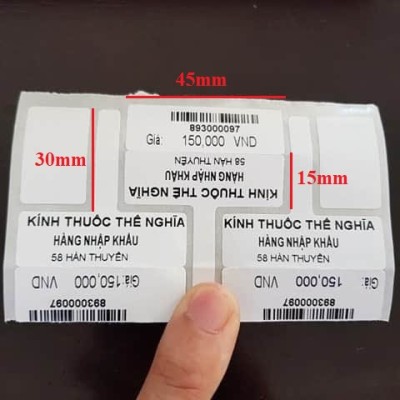 45mm
893000097
Giá: 150,000 VND
58 HÀN THUYÊN
HÀNG NHẬP KHẨU
KÍNH THUỐC THẾ NGHĨA
30mm
15mm
KÍNH THUỐC THẾ NGHĨA
HÀNG NHẬP KHẨU
58 HÀN THUYÊN
Giá: 150,000 VND
893000097
KÍNH THUỐC THẾ NGHĨA
HÀNG NHẬP KHẨU
58 HÀN THUYÊN
Giá: 150,000 VND
893000097